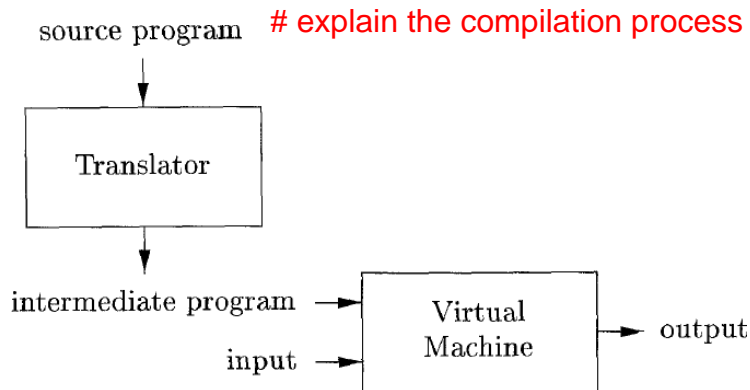 source program
# explain the compilation process
Translator
intermediate program
input
Virtual
Machine
output